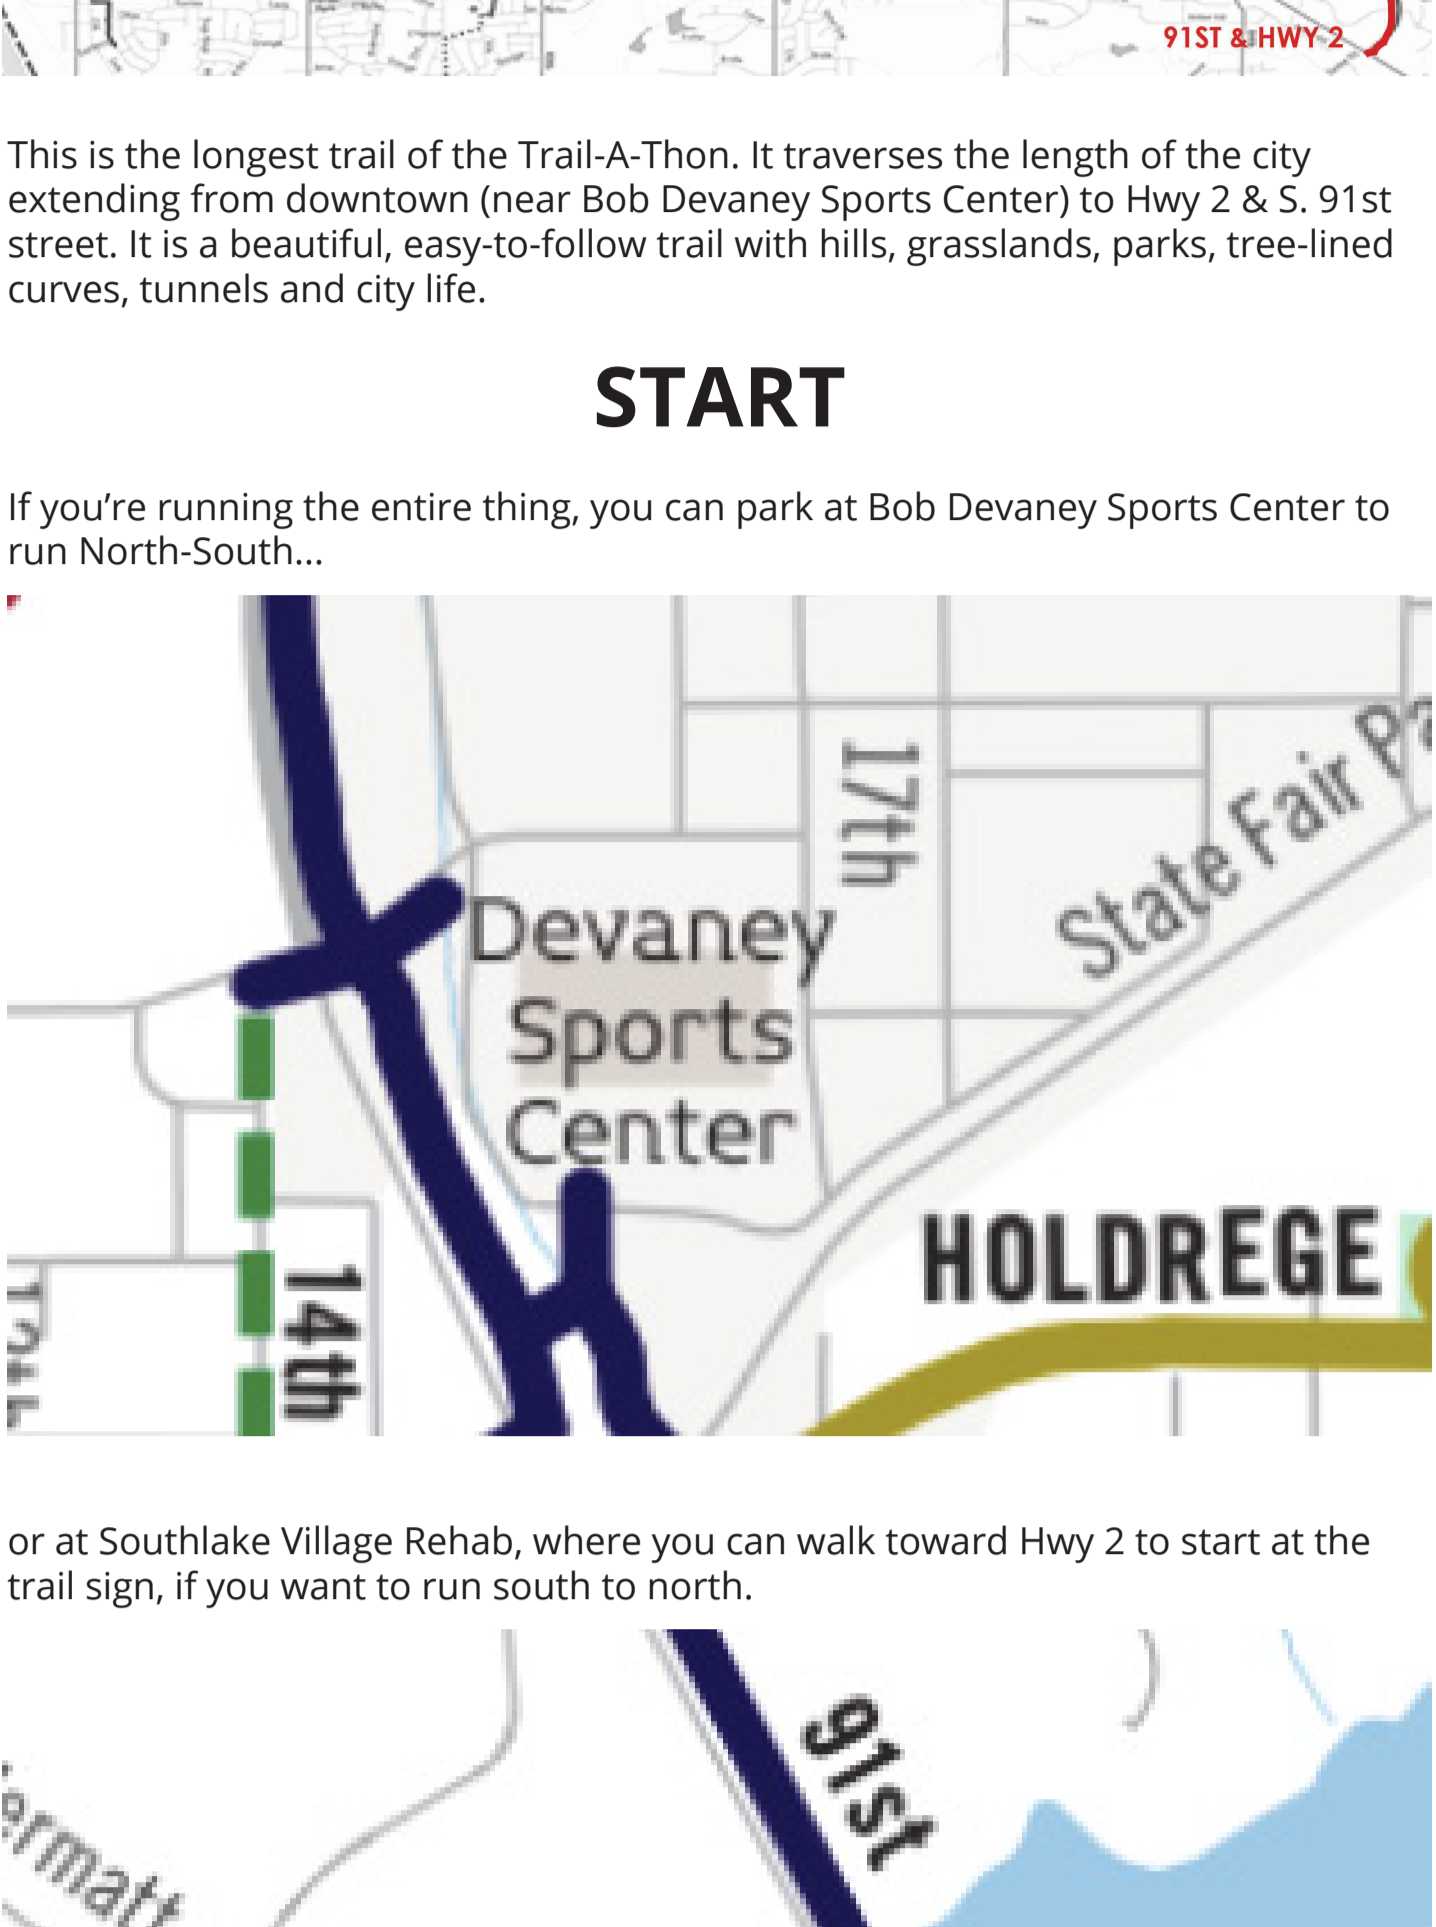 91ST & HWY 2
This is the longest trail of the Trail-A-Thon. It traverses the length of the city
extending from downtown (near Bob Devaney Sports Center) to Hwy 2 & S. 91st
street. It is a beautiful, easy-to-follow trail with hills, grasslands, parks, tree-lined
curves, tunnels and city life.
START
If you’re running the entire thing, you can park at Bob Devaney Sports Center to
run North-South...
17th
State Fair Pa
Devaney
Sports
Center
HOLDREGE
14th
or at Southlake Village Rehab, where you can walk toward Hwy 2 to start at the
trail sign, if you want to run south to north.
91st
ermatt